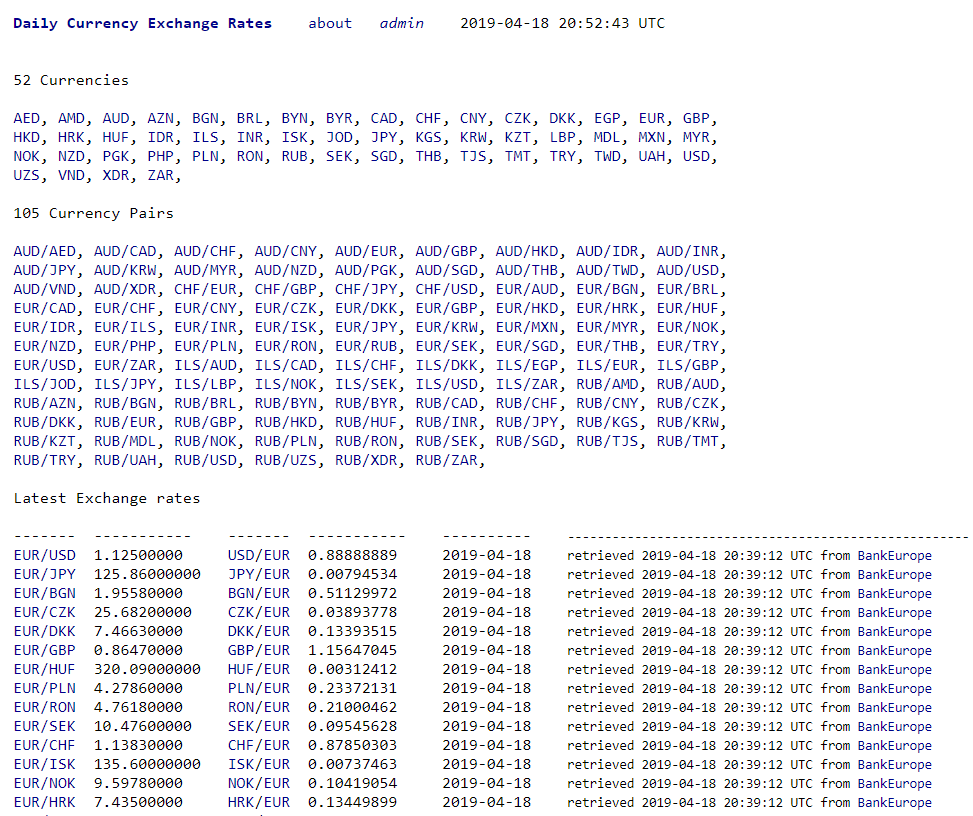 Daily Currency Exchange Rates about admin 2019-04-18 20:52:43 UTC
52 Currencies
AED, AMD, AUD, AZN, BGN, BRL, BYN, BYR, CAD, CHF, CNY, CZK, DKK, EGP, EUR, GBP,
HKD, HRK, HUF, IDR, ILS, INR, ISK, JOD, JPY, KGS, KRW, KZT, LBP, MDL, MXN, MYR,
NOK, NZD, PGK, PHP, PLN, RON, RUB, SEK, SGD, THB, TJS, TMT, TRY, TWD, UAH, USD,
UZS, VND, XDR, ZAR,
105 Currency Pairs
AUD/AED, AUD/CAD, AUD/CHF, AUD/CNY, AUD/EUR, AUD/GBP, AUD/HKD, AUD/IDR, AUD/INR,
AUD/JPY, AUD/KRW, AUD/MYR, AUD/NZD, AUD/PGK, AUD/SGD, AUD/THB, AUD/TWD, AUD/USD,
AUD/VND, AUD/XDR, CHF/EUR, CHF/GBP, CHF/JPY, CHF/USD, EUR/AUD, EUR/BGN, EUR/BRL,
EUR/CAD, EUR/CHF, EUR/CNY, EUR/CZK, EUR/DKK, EUR/GBP, EUR/HKD, EUR/HRK, EUR/HUF,
EUR/IDR, EUR/ILS, EUR/INR, EUR/ISK, EUR/JPY, EUR/KRW, EUR/MXN, EUR/MYR, EUR/NOK,
EUR/NZD, EUR/PHP, EUR/PLN, EUR/RON, EUR/RUB, EUR/SEK, EUR/SGD, EUR/THB, EUR/TRY,
EUR/USD, EUR/ZAR, ILS/AUD, ILS/CAD, ILS/CHF, ILS/DKK, ILS/EGP, ILS/EUR, ILS/GBP,
ILS/JOD, ILS/JPY, ILS/LBP, ILS/NOK, ILS/SEK, ILS/USD, ILS/ZAR, RUB/AMD, RUB/AUD,
RUB/AZN, RUB/BGN, RUB/BRL, RUB/BYN, RUB/BYR, RUB/CAD, RUB/CHF, RUB/CNY, RUB/CZK,
RUB/DKK, RUB/EUR, RUB/GBP, RUB/HKD, RUB/HUF, RUB/INR, RUB/JPY, RUB/KGS, RUB/KRW,
RUB/KZT, RUB/MDL, RUB/NOK, RUB/PLN, RUB/RON, RUB/SEK, RUB/SGD, RUB/TJS, RUB/TMT,
RUB/TRY, RUB/UAH, RUB/USD, RUB/UZS, RUB/XDR, RUB/ZAR,
Latest Exchange rates
------- ----------- ------- ----------- ---------- ------------------------------------------------------
EUR/USD 1.12500000 USD/EUR 0.88888889 2019-04-18 retrieved 2019-04-18 20:39:12 UTC from BankEurope
EUR/JPY 125.86000000 JPY/EUR 0.00794534 2019-04-18 retrieved 2019-04-18 20:39:12 UTC from BankEurope
EUR/BGN 1.95580000 BGN/EUR 0.51129972 2019-04-18 retrieved 2019-04-18 20:39:12 UTC from BankEurope
EUR/CZK 25.68200000 CZK/EUR 0.03893778 2019-04-18 retrieved 2019-04-18 20:39:12 UTC from BankEurope
EUR/DKK 7.46630000 DKK/EUR 0.13393515 2019-04-18 retrieved 2019-04-18 20:39:12 UTC from BankEurope
EUR/GBP 0.86470000 GBP/EUR 1.15647045 2019-04-18 retrieved 2019-04-18 20:39:12 UTC from BankEurope
EUR/HUF 320.09000000 HUF/EUR 0.00312412 2019-04-18 retrieved 2019-04-18 20:39:12 UTC from BankEurope
EUR/PLN 4.27860000 PLN/EUR 0.23372131 2019-04-18 retrieved 2019-04-18 20:39:12 UTC from BankEurope
EUR/RON 4.76180000 RON/EUR 0.21000462 2019-04-18 retrieved 2019-04-18 20:39:12 UTC from BankEurope
EUR/SEK 10.47600000 SEK/EUR 0.09545628 2019-04-18 retrieved 2019-04-18 20:39:12 UTC from BankEurope
EUR/CHF 1.13830000 CHF/EUR 0.87850303 2019-04-18 retrieved 2019-04-18 20:39:12 UTC from BankEurope
EUR/ISK 135.60000000 ISK/EUR 0.00737463 2019-04-18 retrieved 2019-04-18 20:39:12 UTC from BankEurope
EUR/NOK 9.59780000 NOK/EUR 0.10419054 2019-04-18 retrieved 2019-04-18 20:39:12 UTC from BankEurope
EUR/HRK 7.43500000 HRK/EUR 0.13449899 2019-04-18 retrieved 2019-04-18 20:39:12 UTC from BankEurope